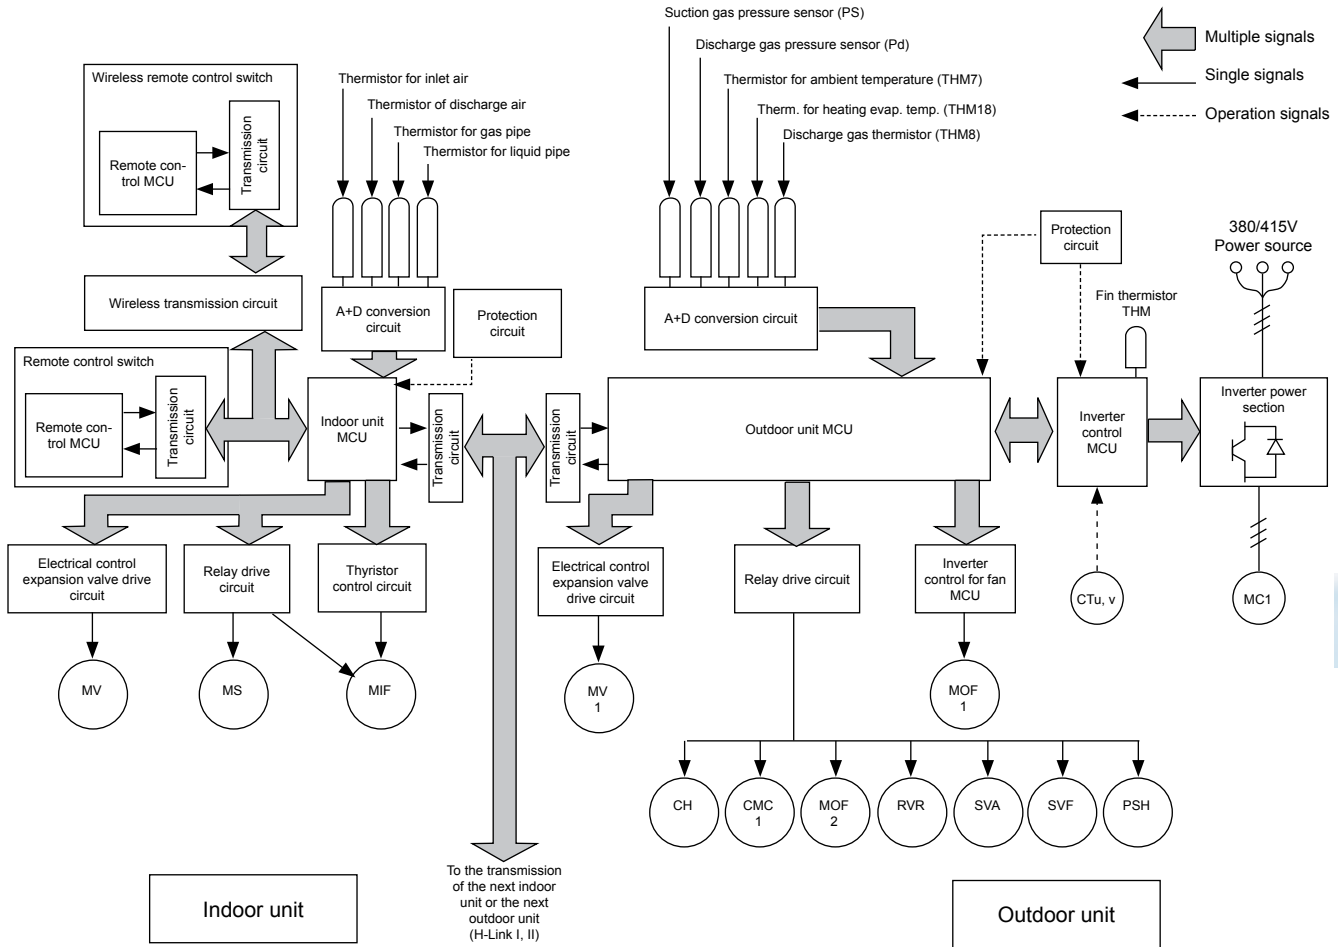 Suction gas pressure sensor (PS)
Discharge gas pressure sensor (Pd)
Thermistor for ambient temperature (THM7)
Therm. for heating evap. temp. (THM18)
Discharge gas thermistor (THM8)
Multiple signals
Single signals
Operation signals
Wireless remote control switch
Remote con-
trol MCU
Transmission
circuit
Thermistor for inlet air
Thermistor of discharge air
Thermistor for gas pipe
Thermistor for liquid pipe
Wireless transmission circuit
A+D conversion
circuit
Protection
circuit
A+D conversion circuit
Protection
circuit
Fin thermistor
THM
380/415V
Power source
Remote control switch
Remote con-
trol MCU
Transmission
circuit
Indoor unit
MCU
Transmission
circuit
Transmission
circuit
Outdoor unit MCU
Inverter
control
MCU
Inverter power
section
Electrical control
expansion valve drive
circuit
Relay drive
circuit
Thyristor
control circuit
Electrical control
expansion valve
drive circuit
Relay drive circuit
Inverter
control for fan
MCU
CTu, v
MC1
MV
MS
MIF
MV
1
MOF
1
CH
CMC
1
MOF
2
RVR
SVA
SVF
PSH
To the transmission
of the next indoor
unit or the next
outdoor unit
(H-Link I, II)
Indoor unit
Outdoor unit